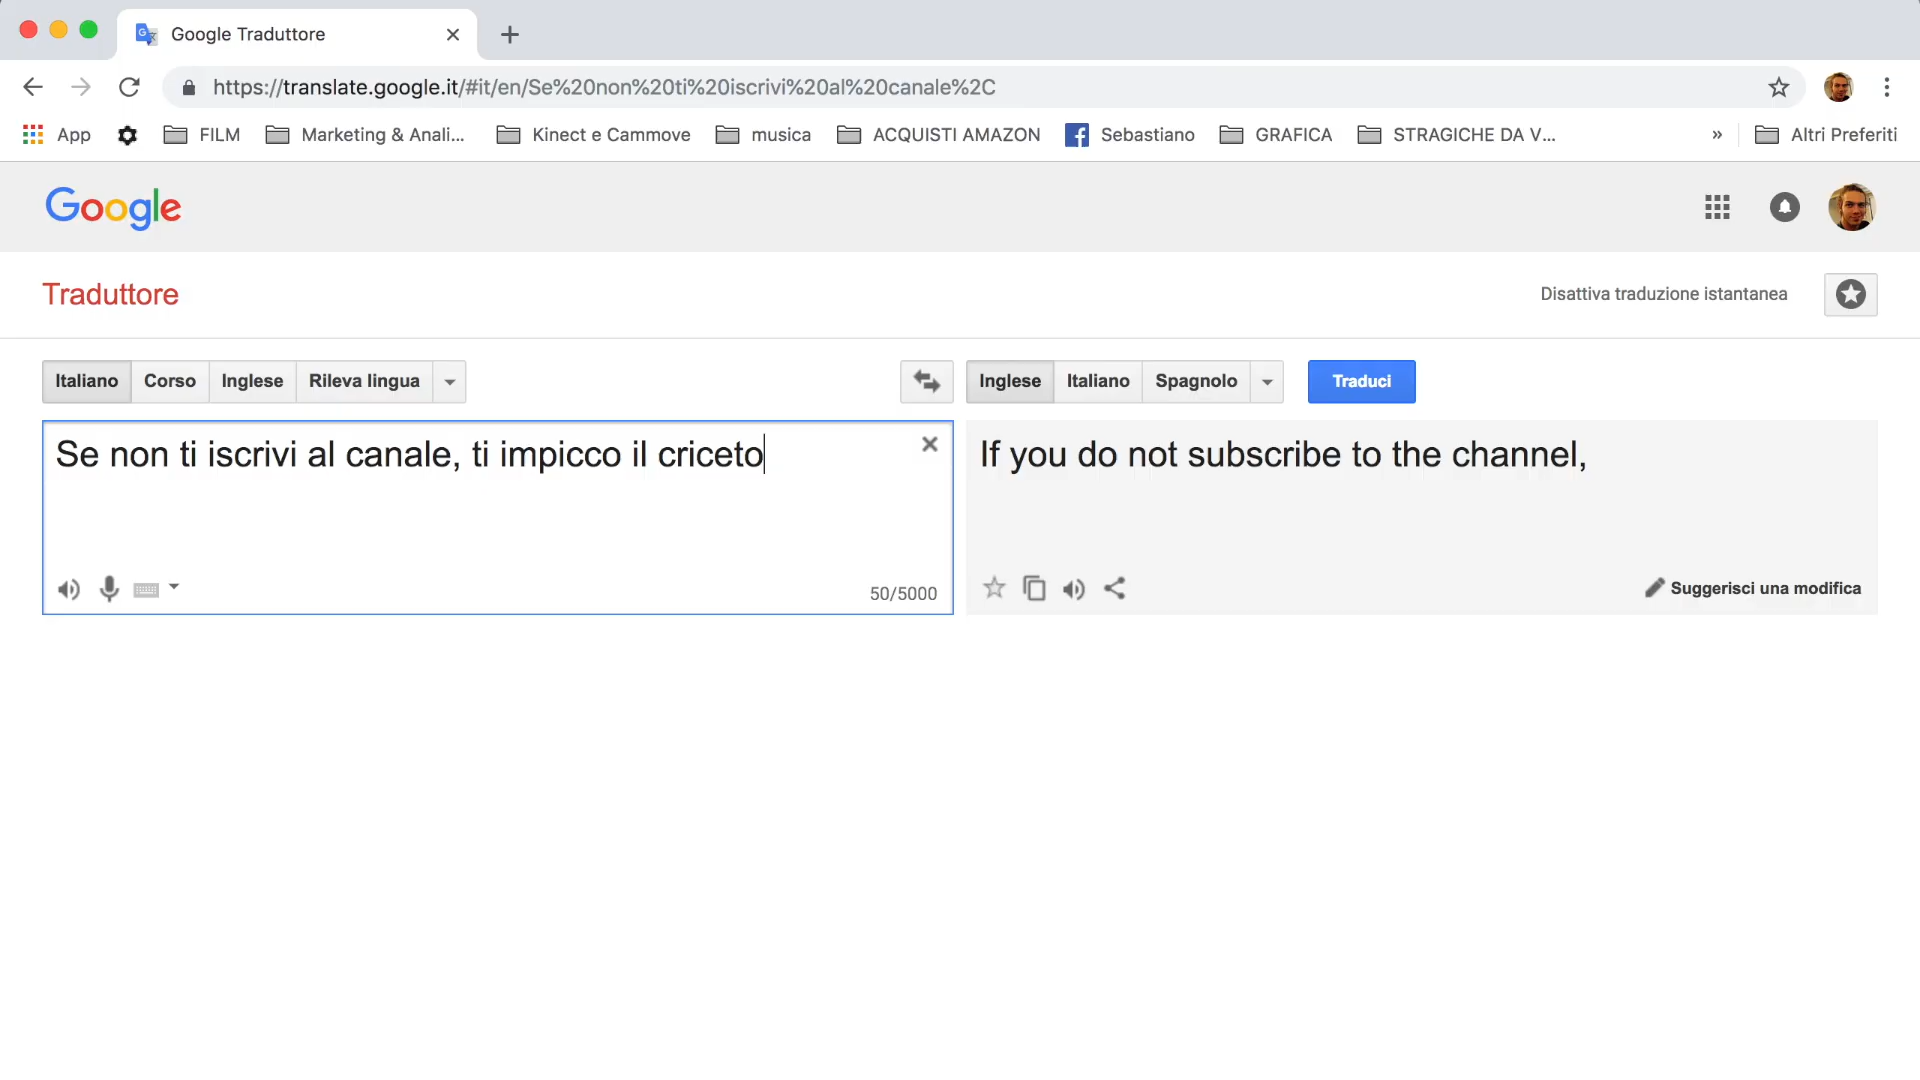 Google Traduttore
https://translate.google.it/#it/en/Se%20non%20ti%20iscrivi%20al%20canale%2C
App FILM Marketing & Anali... Kinect e Cammove musica ACQUISTI AMAZON Sebastiano GRAFICA STRAGICHE DA V... » Altri Preferiti
Google
Traduttore Disattiva traduzione istantanea
Italiano Corso Inglese Rileva lingua Inglese Italiano Spagnolo Traduci
Se non ti iscrivi al canale, ti impicco il criceto
If you do not subscribe to the channel,
50/5000
Suggerisci una modifica